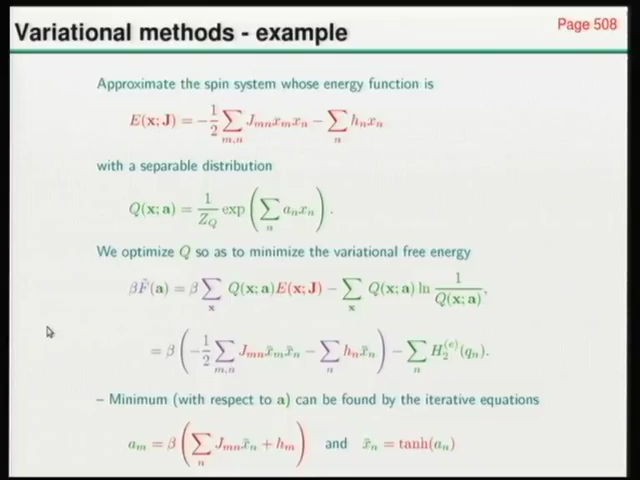 Variational methods - example
Page 508
Approximate the spin system whose energy function is
E(x; J) = −1/2 ∑_{m,n} J_{mn} x_m x_n − ∑_n h_n x_n
with a separable distribution
Q(x; a) = 1/Z_Q exp(∑_n a_n x_n).
We optimize Q so as to minimize the variational free energy
βF̃(a) = β ∑_x Q(x; a)E(x; J) − ∑_x Q(x; a) ln 1/Q(x; a),
= β(−1/2 ∑_{m,n} J_{mn} x̄_m x̄_n − ∑_n h_n x̄_n) − ∑_n H_2^{(e)}(q_n).
– Minimum (with respect to a) can be found by the iterative equations
a_m = β(∑_n J_{mn} x̄_n + h_m) and x̄_n = tanh(a_n)